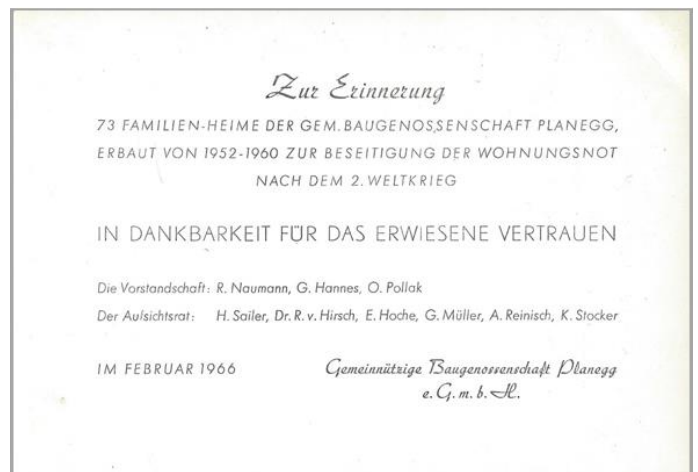 Zur Erinnerung
73 FAMILIEN-HEIME DER GEM. BAUGENOSSENSCHAFT PLANEGG,
ERBAUT VON 1952-1960 ZUR BESEITIGUNG DER WOHNUNGSNOT
NACH DEM 2. WELTKRIEG
IN DANKBARKEIT FÜR DAS ERWIESENE VERTRAUEN
Die Vorstandschaft: R. Naumann, G. Hannes, O. Pollak
Der Aufsichtsrat: H. Sailer, Dr. R. v. Hirsch, E. Hoche, G. Müller, A. Reinisch, K. Stocker
IM FEBRUAR 1966
Gemeinnützige Baugenossenschaft Planegg
e. G. m. b. H.